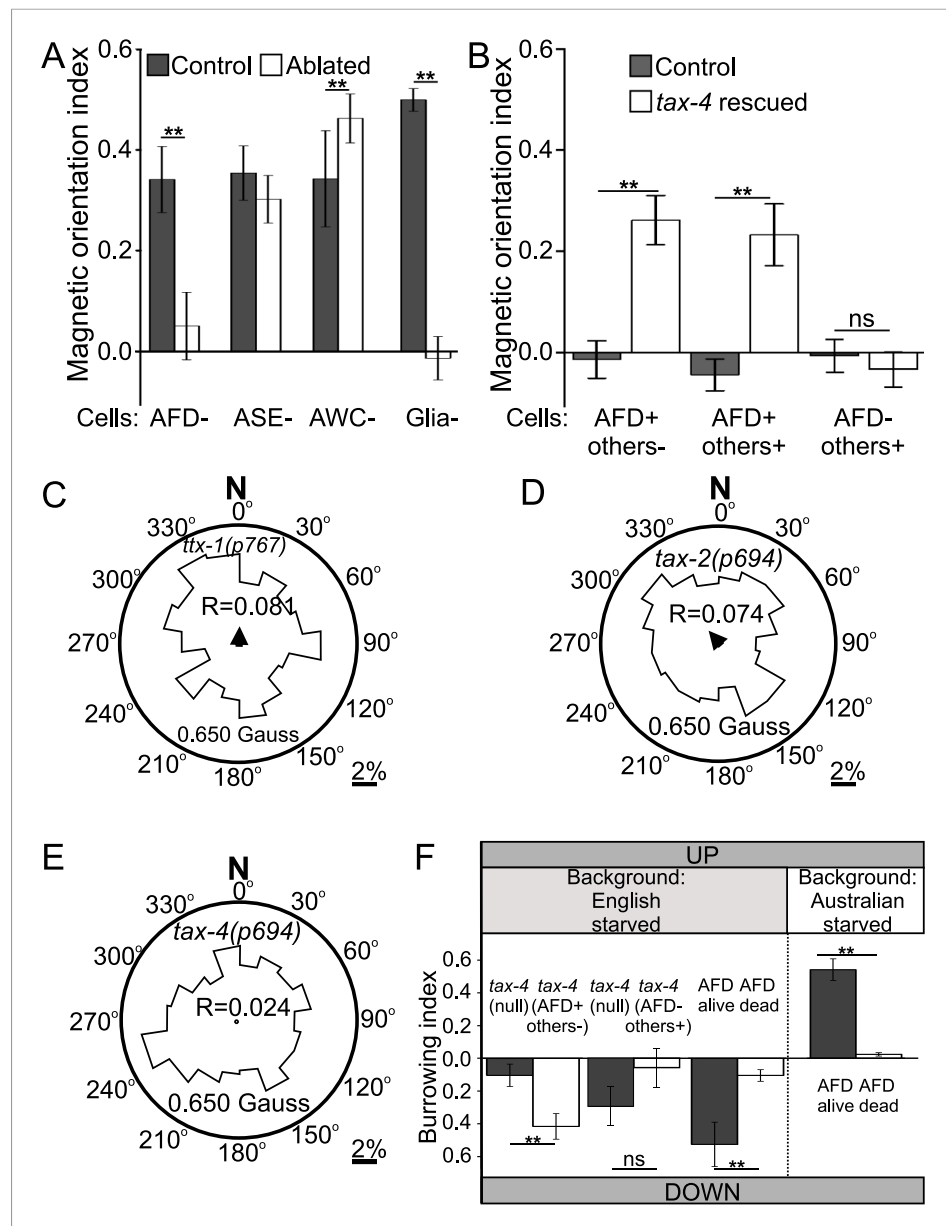 A
Magnetic orientation index
0.6
0.4
0.2
0.0
Control Ablated
** ** **
Cells: AFD- ASE- AWC- Glia-
B
Magnetic orientation index
0.6
0.4
0.2
0.0
Control
tax-4 rescued
** ** ns
Cells: AFD+ AFD+ AFD-
others- others+ others+
C
N
0°
30°
60°
90°
120°
150°
180°
210°
240°
270°
300°
330°
ttx-1(p767)
R=0.081
0.650 Gauss
2%
D
N
0°
30°
60°
90°
120°
150°
180°
210°
240°
270°
300°
330°
tax-2(p694)
R=0.074
0.650 Gauss
2%
E
N
0°
30°
60°
90°
120°
150°
180°
210°
240°
270°
300°
330°
tax-4(p694)
R=0.024
0.650 Gauss
2%
F
UP
Background:
English
starved
Background:
Australian
starved
Burrowing index
0.6
0.4
0.2
0.0
0.2
0.4
0.6
tax-4 tax-4 tax-4 tax-4 AFD AFD
(null) (AFD+ (null) (AFD- alive dead
others-) others+)
**
AFD AFD
alive dead
** ns **
DOWN